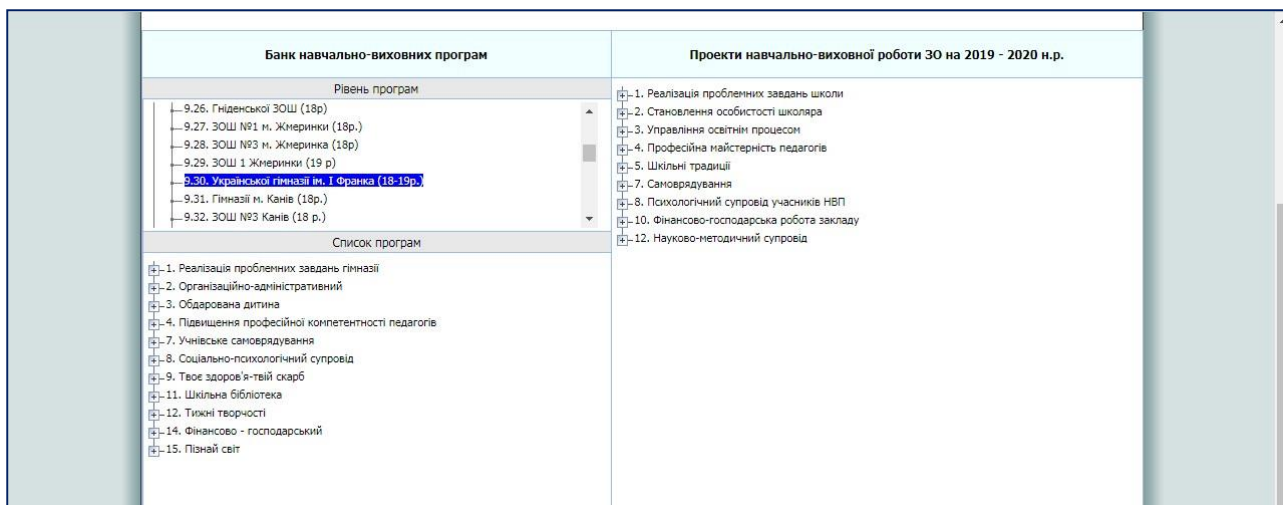 Банк навчально-виховних програм
Рівень програм
9.26. Гніденської ЗОШ (18р)
9.27. ЗОШ №1 м. Жмеринки (18р.)
9.28. ЗОШ №3 м. Жмеринка (18р)
9.29. ЗОШ 1 Жмеринки (19 р)
9.30. Української гімназії ім. І Франка (18-19р.)
9.31. Гімназії м. Канів (18р.)
9.32. ЗОШ №3 Канів (18 р.)
Список програм
1. Реалізація проблемних завдань гімназії
2. Організаційно-адміністративний
3. Обдарована дитина
4. Підвищення професійної компетентності педагогів
7. Учнівське самоврядування
8. Соціально-психологічний супровід
9. Твоє здоров'я-твій скарб
11. Шкільна бібліотека
12. Тижні творчості
14. Фінансово - господарський
15. Пізнай світ
Проекти навчально-виховної роботи ЗО на 2019 - 2020 н.р.
1. Реалізація проблемних завдань школи
2. Становлення особистості школяра
3. Управління освітнім процесом
4. Професійна майстерність педагогів
5. Шкільні традиції
7. Самоврядування
8. Психологічний супровід учасників НВП
10. Фінансово-господарська робота закладу
12. Науково-методичний супровід